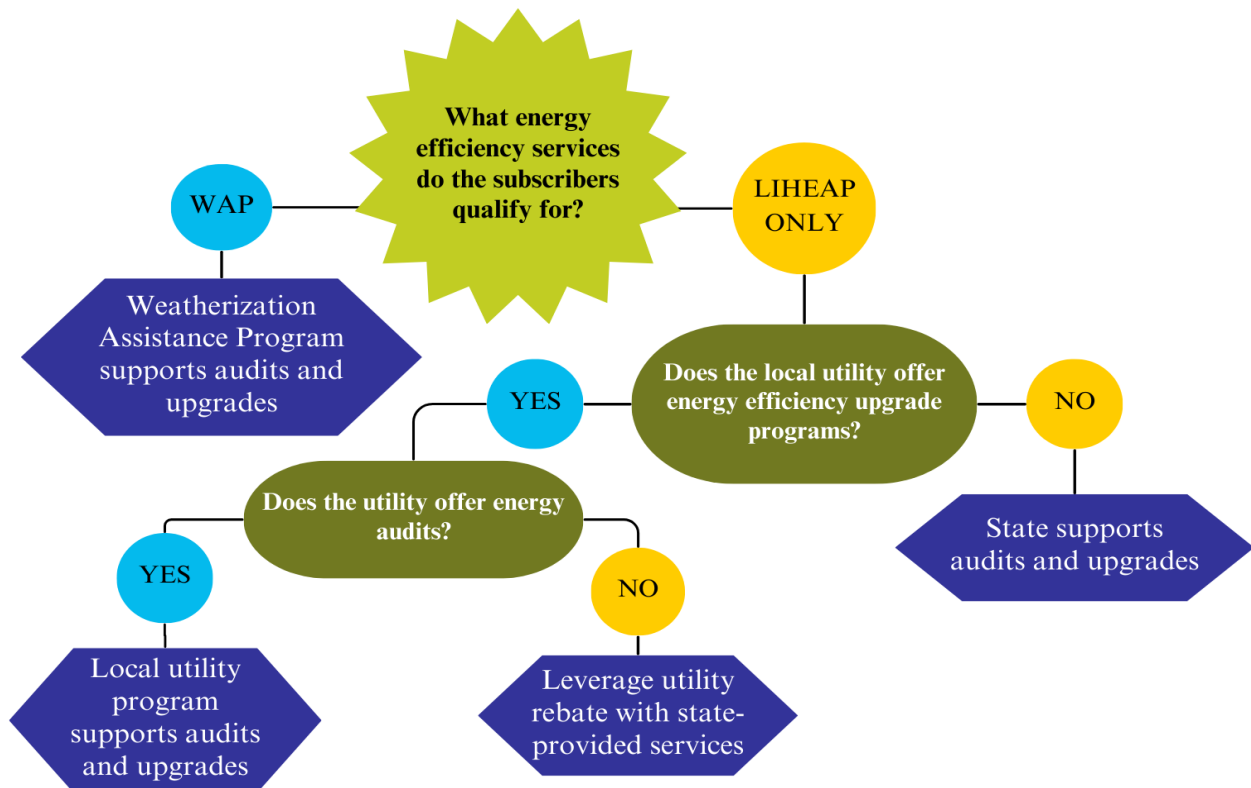 What energy
efficiency services
do the subscribers
qualify for?
WAP
LIHEAP
ONLY
Weatherization
Assistance Program
supports audits and
upgrades
Does the local utility offer
energy efficiency upgrade
programs?
YES
NO
Does the utility offer energy
audits?
State supports
audits and upgrades
YES
NO
Local utility
program
supports audits
and upgrades
Leverage utility
rebate with state-
provided services